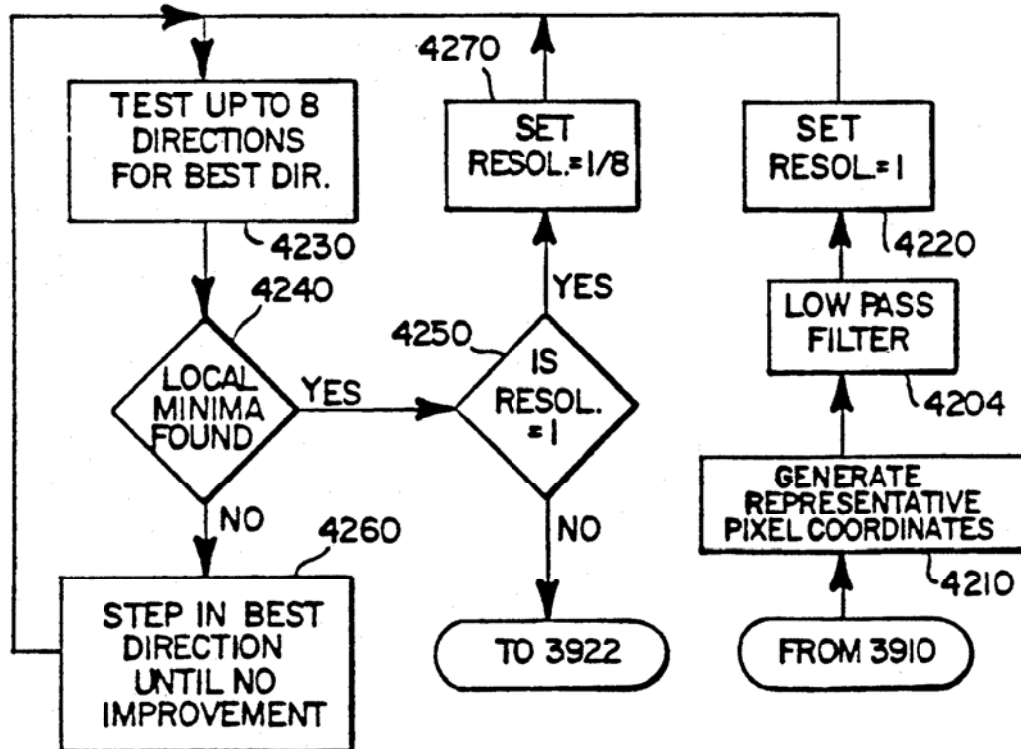 TEST UP TO 8
DIRECTIONS
FOR BEST DIR.
4230
4240
LOCAL
MINIMA
FOUND
YES
NO
4260
STEP IN BEST
DIRECTION
UNTIL NO
IMPROVEMENT
4270
SET
RESOL.=1/8
YES
4250
IS
RESOL.
=1
NO
TO 3922
SET
RESOL.=1
4220
LOW PASS
FILTER
4204
GENERATE
REPRESENTATIVE
PIXEL COORDINATES
4210
FROM 3910